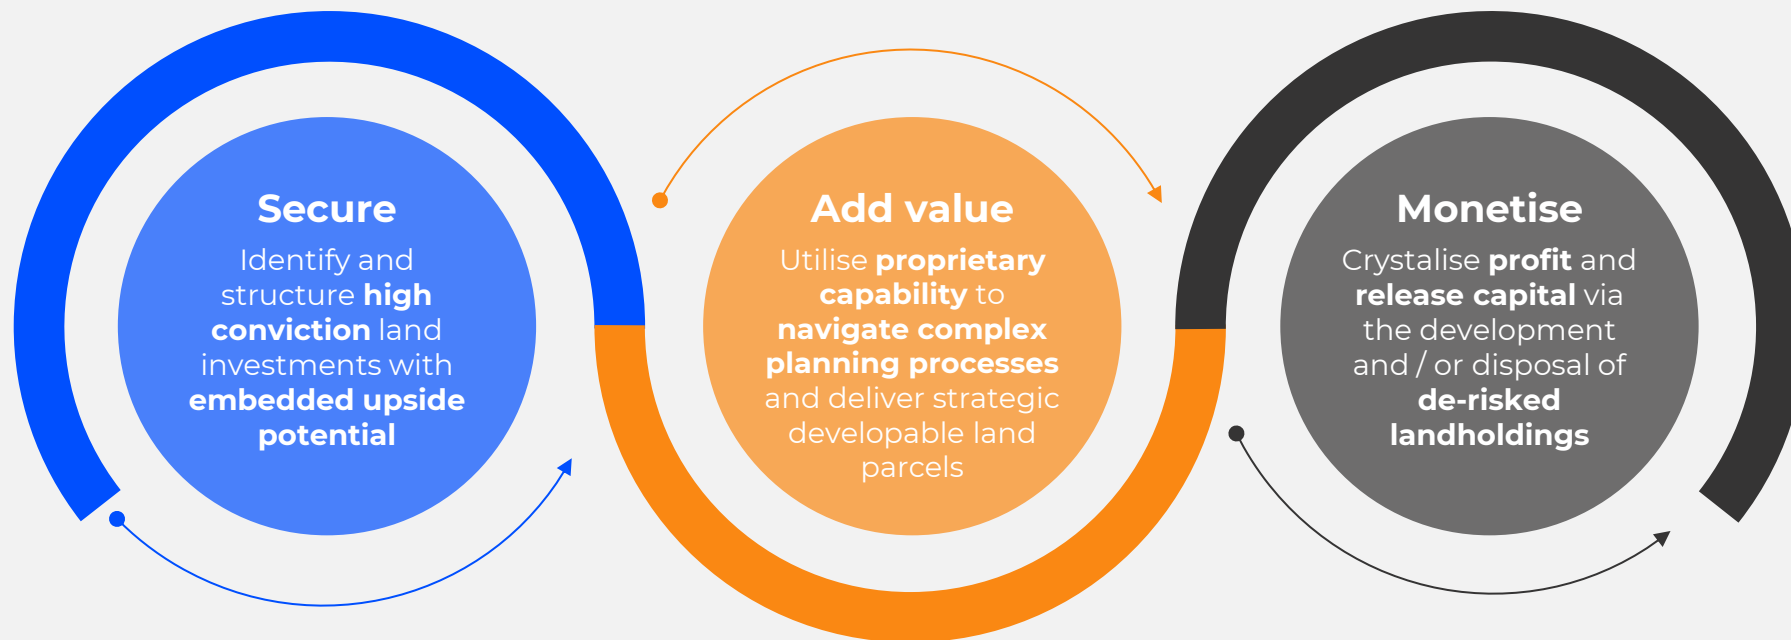 Secure
Identify and
structure high
conviction land
investments with
embedded upside
potential
Add value
Utilise proprietary
capability to
navigate complex
planning processes
and deliver strategic
developable land
parcels
Monetise
Crystalise profit and
release capital via
the development
and / or disposal of
de-risked
landholdings